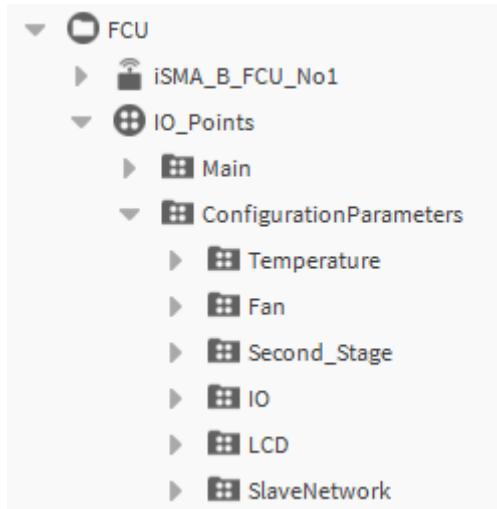 FCU
iSMA_B_FCU_No1
IO_Points
Main
ConfigurationParameters
Temperature
Fan
Second_Stage
IO
LCD
SlaveNetwork